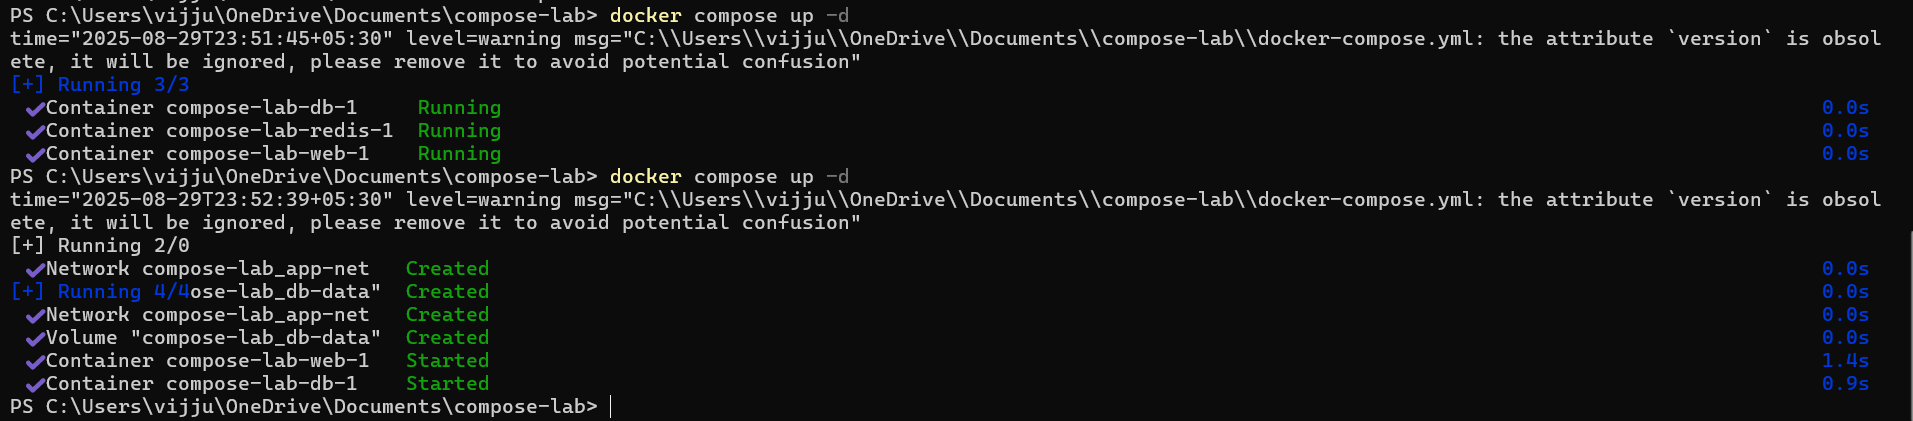 PS C:\Users\vijju\OneDrive\Documents\compose-lab> docker compose up -d
time="2025-08-29T23:51:45+05:30" level=warning msg="C:\\Users\\vijju\\OneDrive\\Documents\\compose-lab\\docker-compose.yml: the attribute `version` is obsol
ete, it will be ignored, please remove it to avoid potential confusion"
[+] Running 3/3
✔Container compose-lab-db-1     Running     0.0s
✔Container compose-lab-redis-1  Running     0.0s
✔Container compose-lab-web-1    Running     0.0s
PS C:\Users\vijju\OneDrive\Documents\compose-lab> docker compose up -d
time="2025-08-29T23:52:39+05:30" level=warning msg="C:\\Users\\vijju\\OneDrive\\Documents\\compose-lab\\docker-compose.yml: the attribute `version` is obsol
ete, it will be ignored, please remove it to avoid potential confusion"
[+] Running 2/0
✔Network compose-lab_app-net   Created     0.0s
[+] Running 4/4ose-lab_db-data"  Created     0.0s
✔Network compose-lab_app-net   Created     0.0s
✔Volume "compose-lab_db-data"  Created     0.0s
✔Container compose-lab-web-1   Started     1.4s
✔Container compose-lab-db-1    Started     0.9s
PS C:\Users\vijju\OneDrive\Documents\compose-lab>